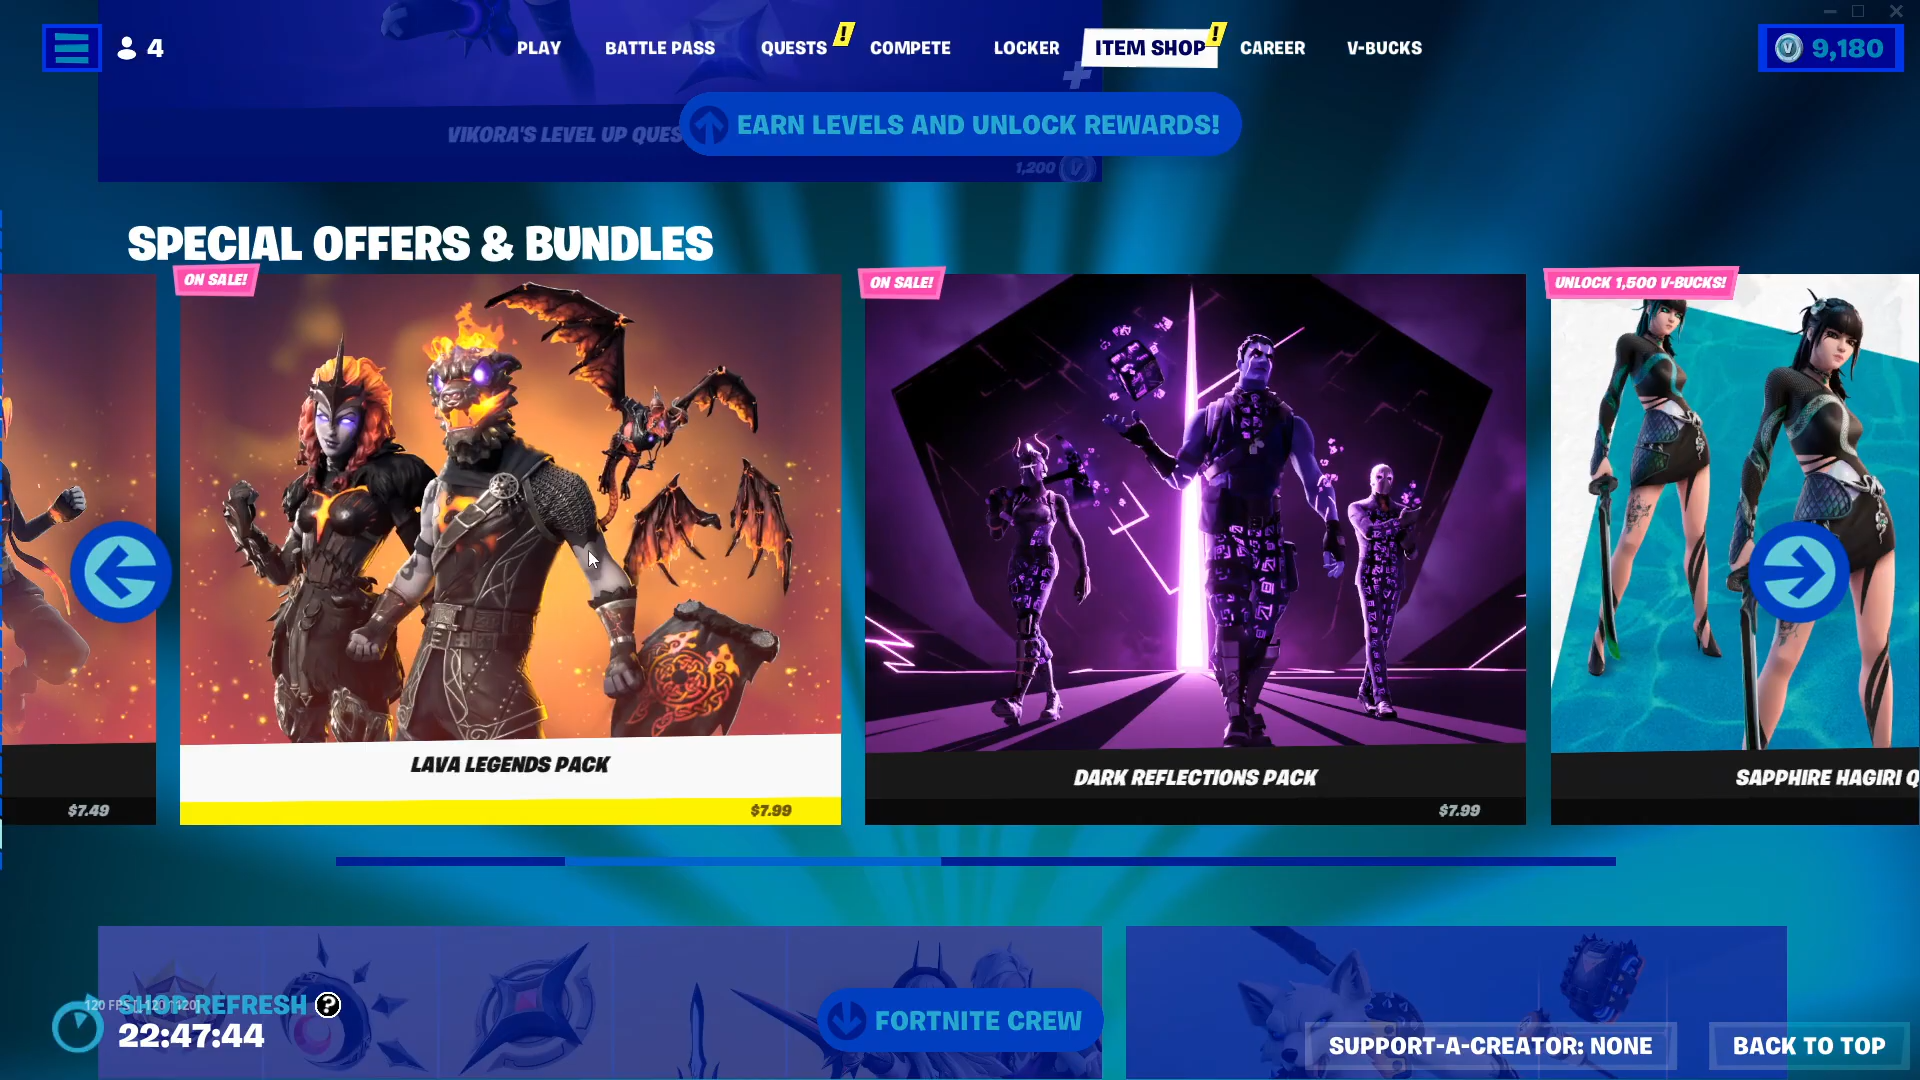 4
PLAY
BATTLE PASS
QUESTS
!
COMPETE
LOCKER
ITEM SHOP
!
CAREER
V-BUCKS
9,180
EARN LEVELS AND UNLOCK REWARDS!
VIKORA'S LEVEL UP QUES
1,200
SPECIAL OFFERS & BUNDLES
ON SALE!
ON SALE!
UNLOCK 1,500 V-BUCKS!
LAVA LEGENDS PACK
DARK REFLECTIONS PACK
SAPPHIRE HAGIRI Q
$7.49
$7.99
$7.99
SHOP REFRESH ?
22:47:44
FORTNITE CREW
SUPPORT-A-CREATOR: NONE
BACK TO TOP